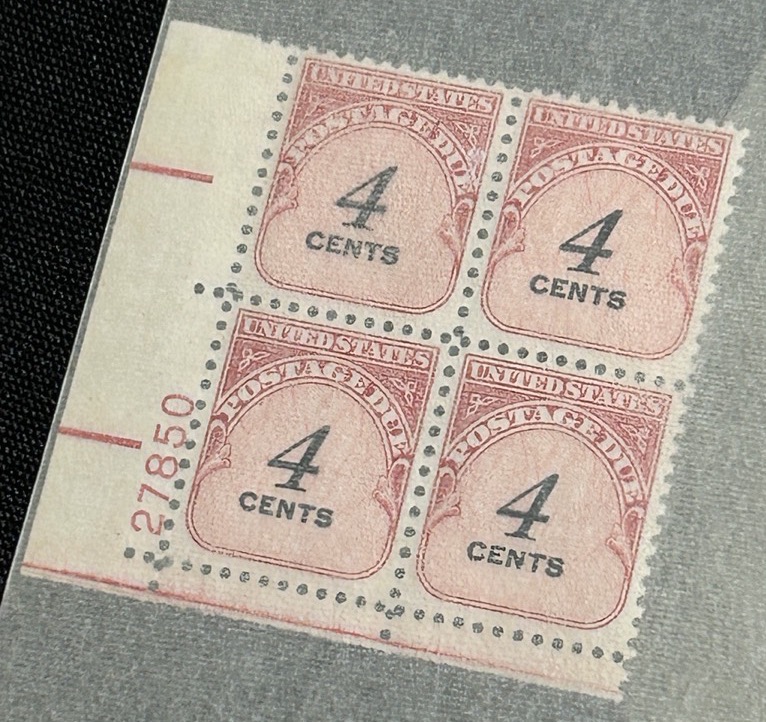 UNITED STATES
POSTAGE DUE
4
CENTS
UNITED STATES
POSTAGE DUE
4
CENTS
UNITED STATES
POSTAGE DUE
4
CENTS
UNITED STATES
POSTAGE DUE
4
CENTS
27850